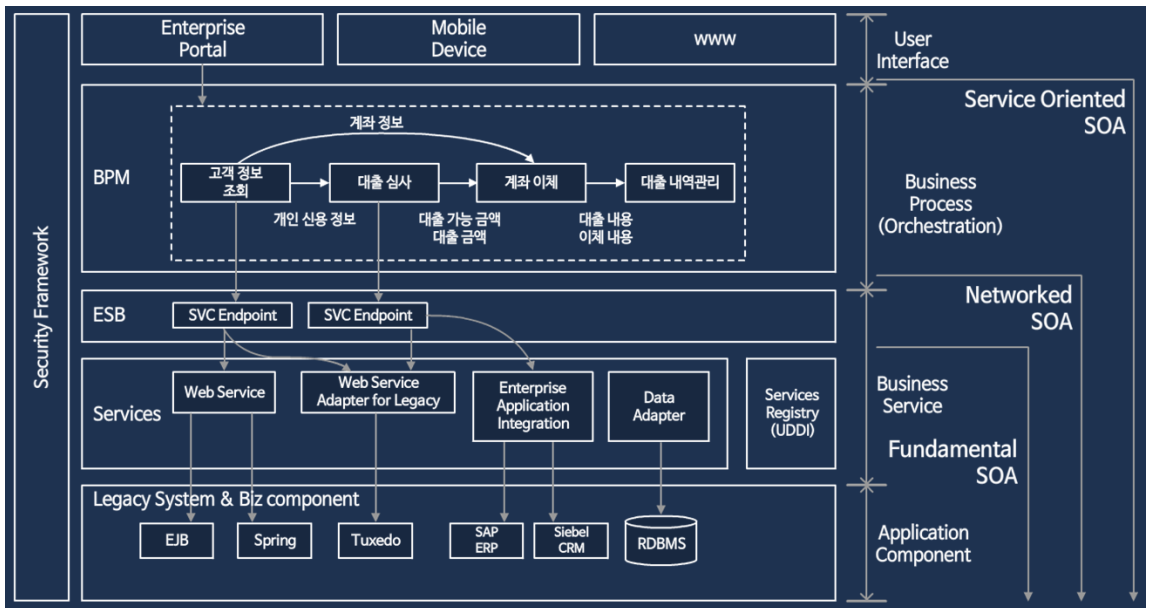 Security Framework
Enterprise
Portal
Mobile
Device
WWW
User
Interface
BPM
계좌 정보
고객 정보
조회
대출 심사
계좌 이체
대출 내역관리
개인 신용 정보
대출 가능 금액
대출 금액
대출 내용
이체 내용
Service Oriented
SOA
Business
Process
(Orchestration)
ESB
SVC Endpoint
SVC Endpoint
Networked
SOA
Services
Web Service
Web Service
Adapter for Legacy
Enterprise
Application
Integration
Data
Adapter
Services
Registry
(UDDI)
Business
Service
Fundamental
SOA
Legacy System & Biz component
EJB
Spring
Tuxedo
SAP
ERP
Siebel
CRM
RDBMS
Application
Component